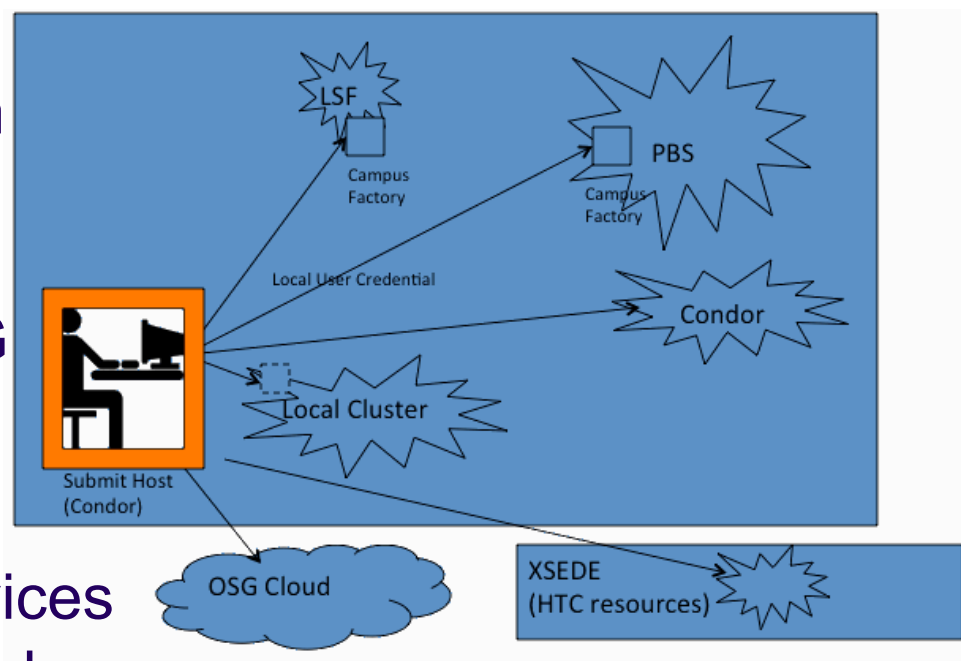 LSF
Campus
Factory
PBS
Campus
Factory
Local User Credential
Condor
Local Cluster
Submit Host
(Condor)
OSG Cloud
XSEDE
(HTC resources)